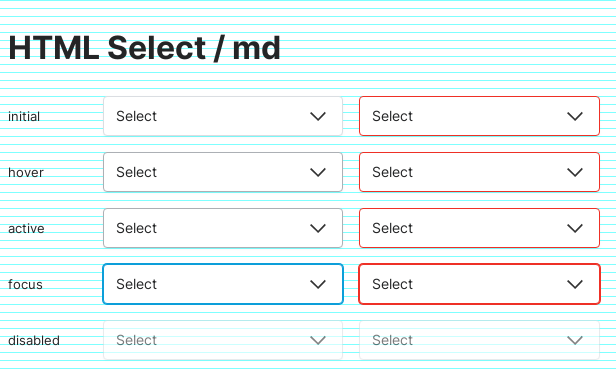 HTML Select / md
initial Select Select
hover Select Select
active Select Select
focus Select Select
disabled Select Select